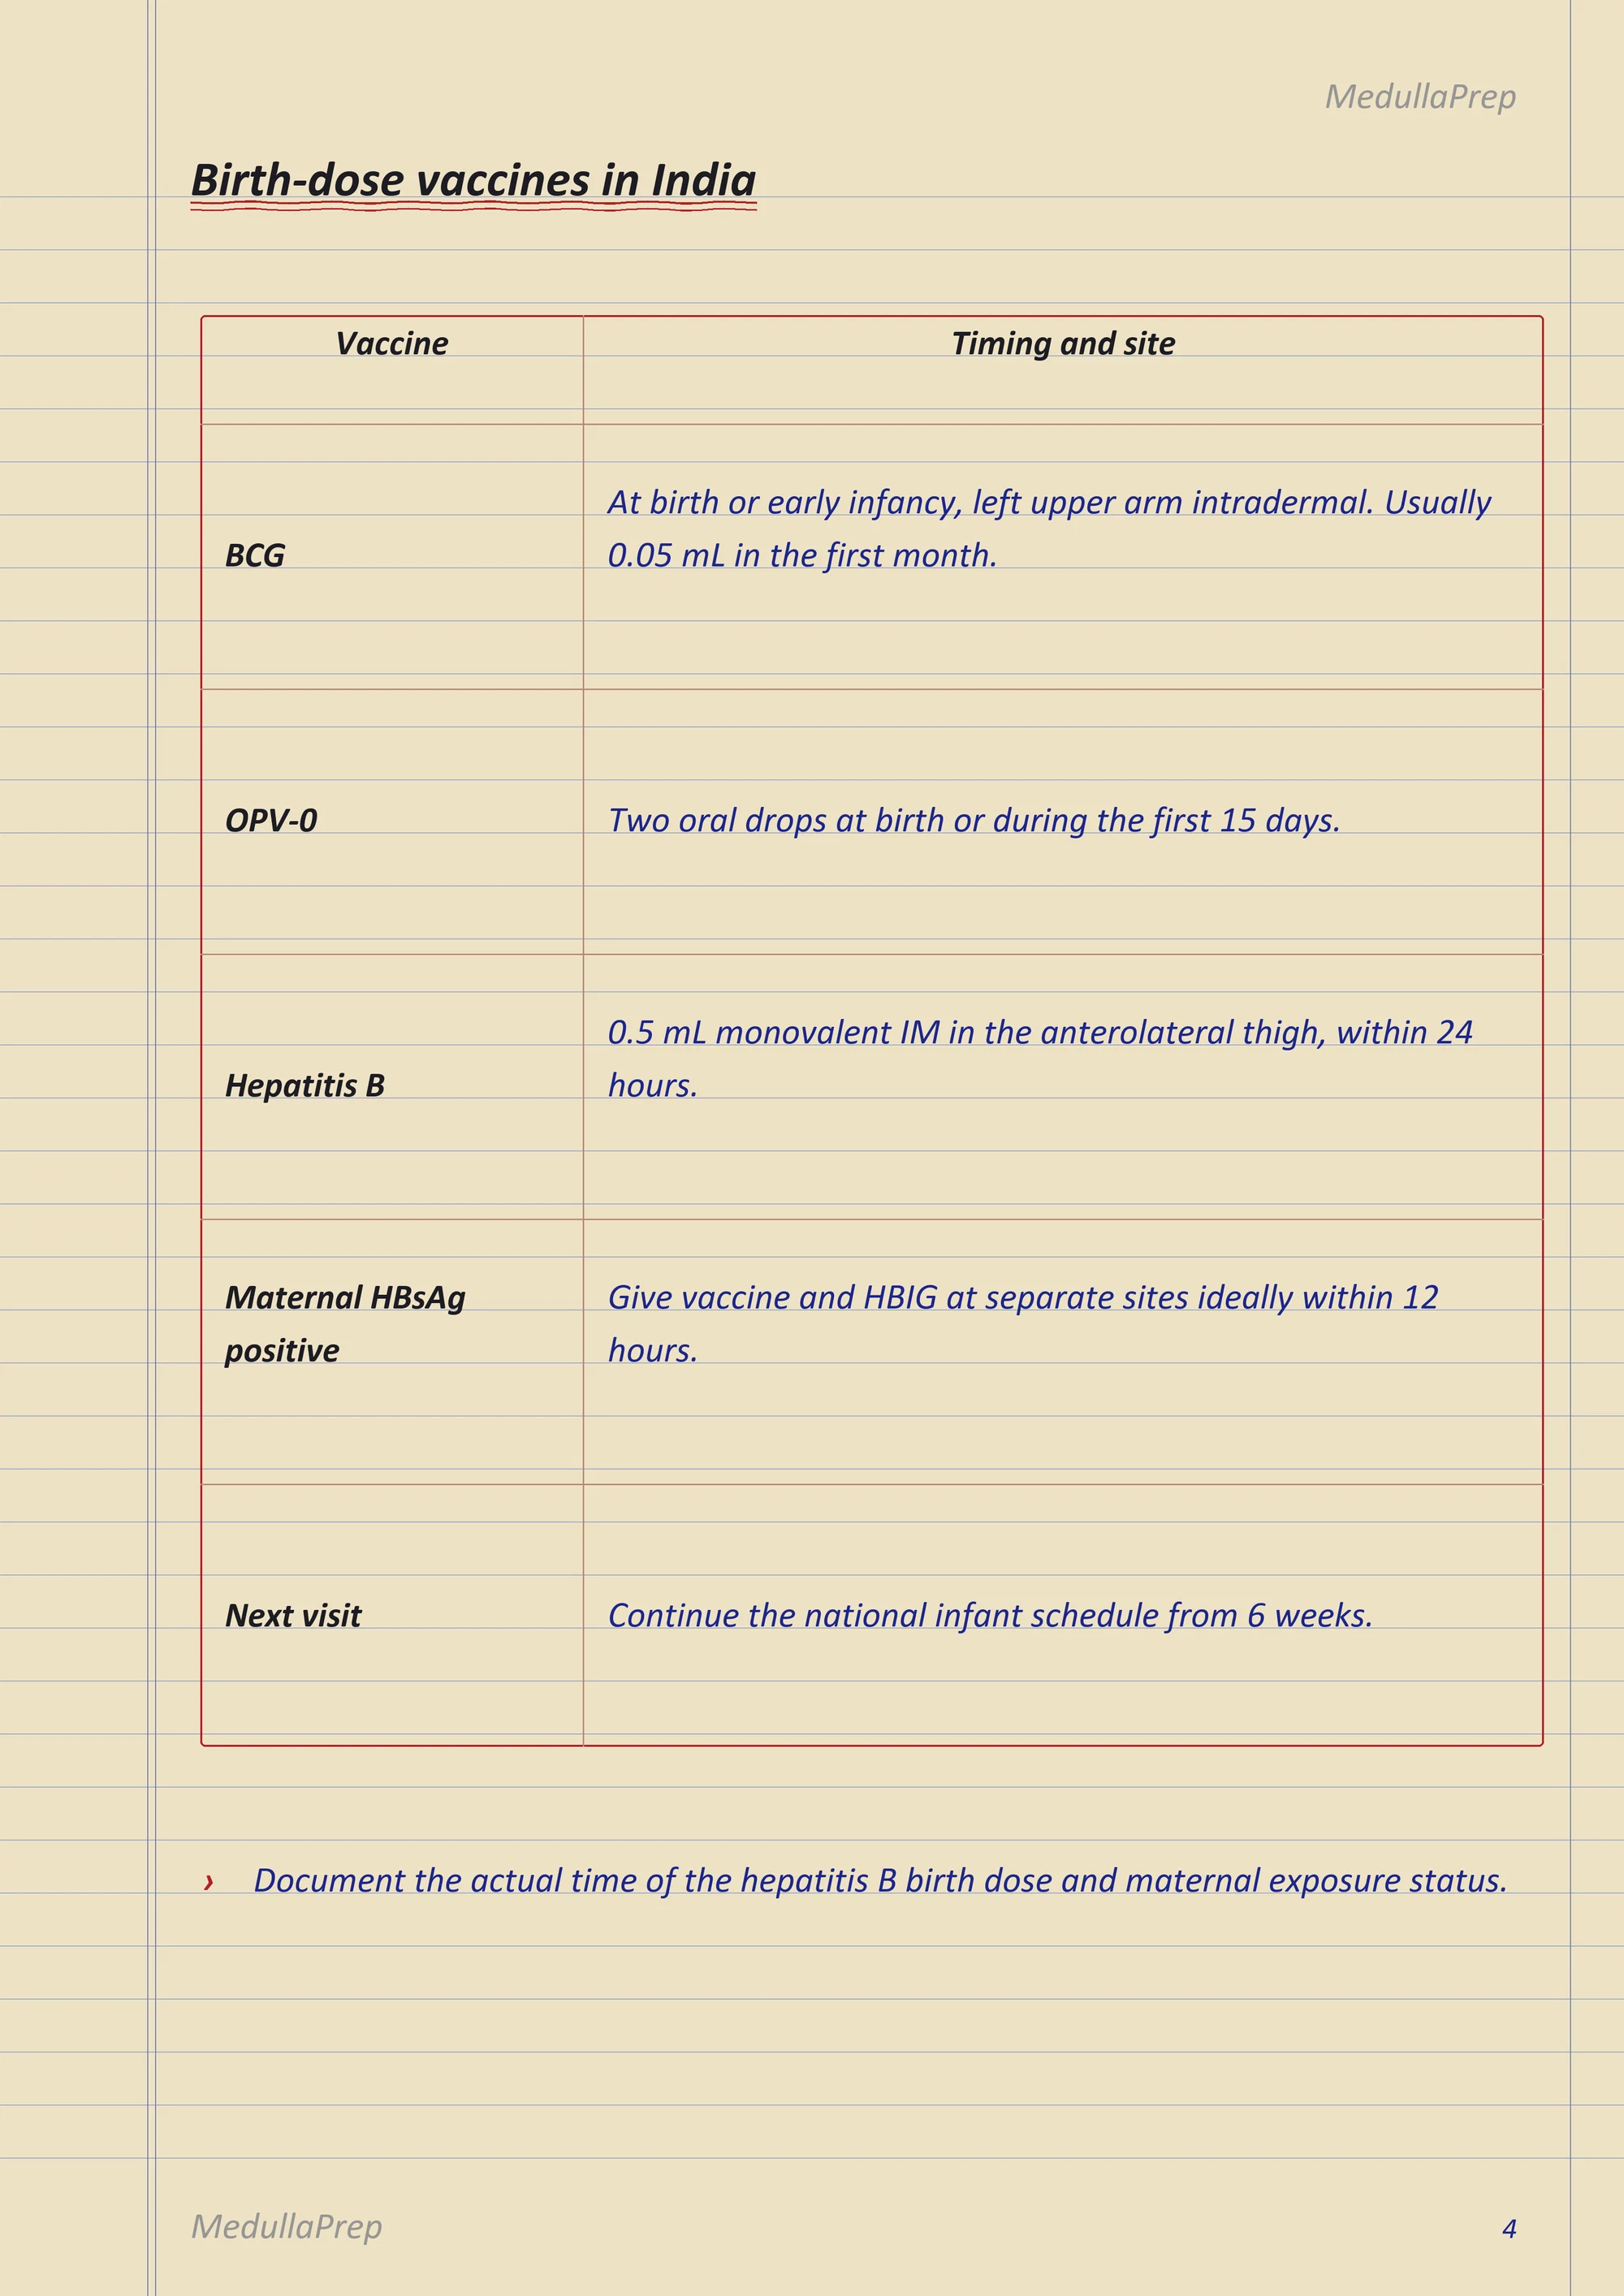 MedullaPrep
Birth-dose vaccines in India
Vaccine
Timing and site
BCG
At birth or early infancy, left upper arm intradermal. Usually
0.05 mL in the first month.
OPV-0
Two oral drops at birth or during the first 15 days.
Hepatitis B
0.5 mL monovalent IM in the anterolateral thigh, within 24
hours.
Maternal HBsAg
positive
Give vaccine and HBIG at separate sites ideally within 12
hours.
Next visit
Continue the national infant schedule from 6 weeks.
› Document the actual time of the hepatitis B birth dose and maternal exposure status.
MedullaPrep
4